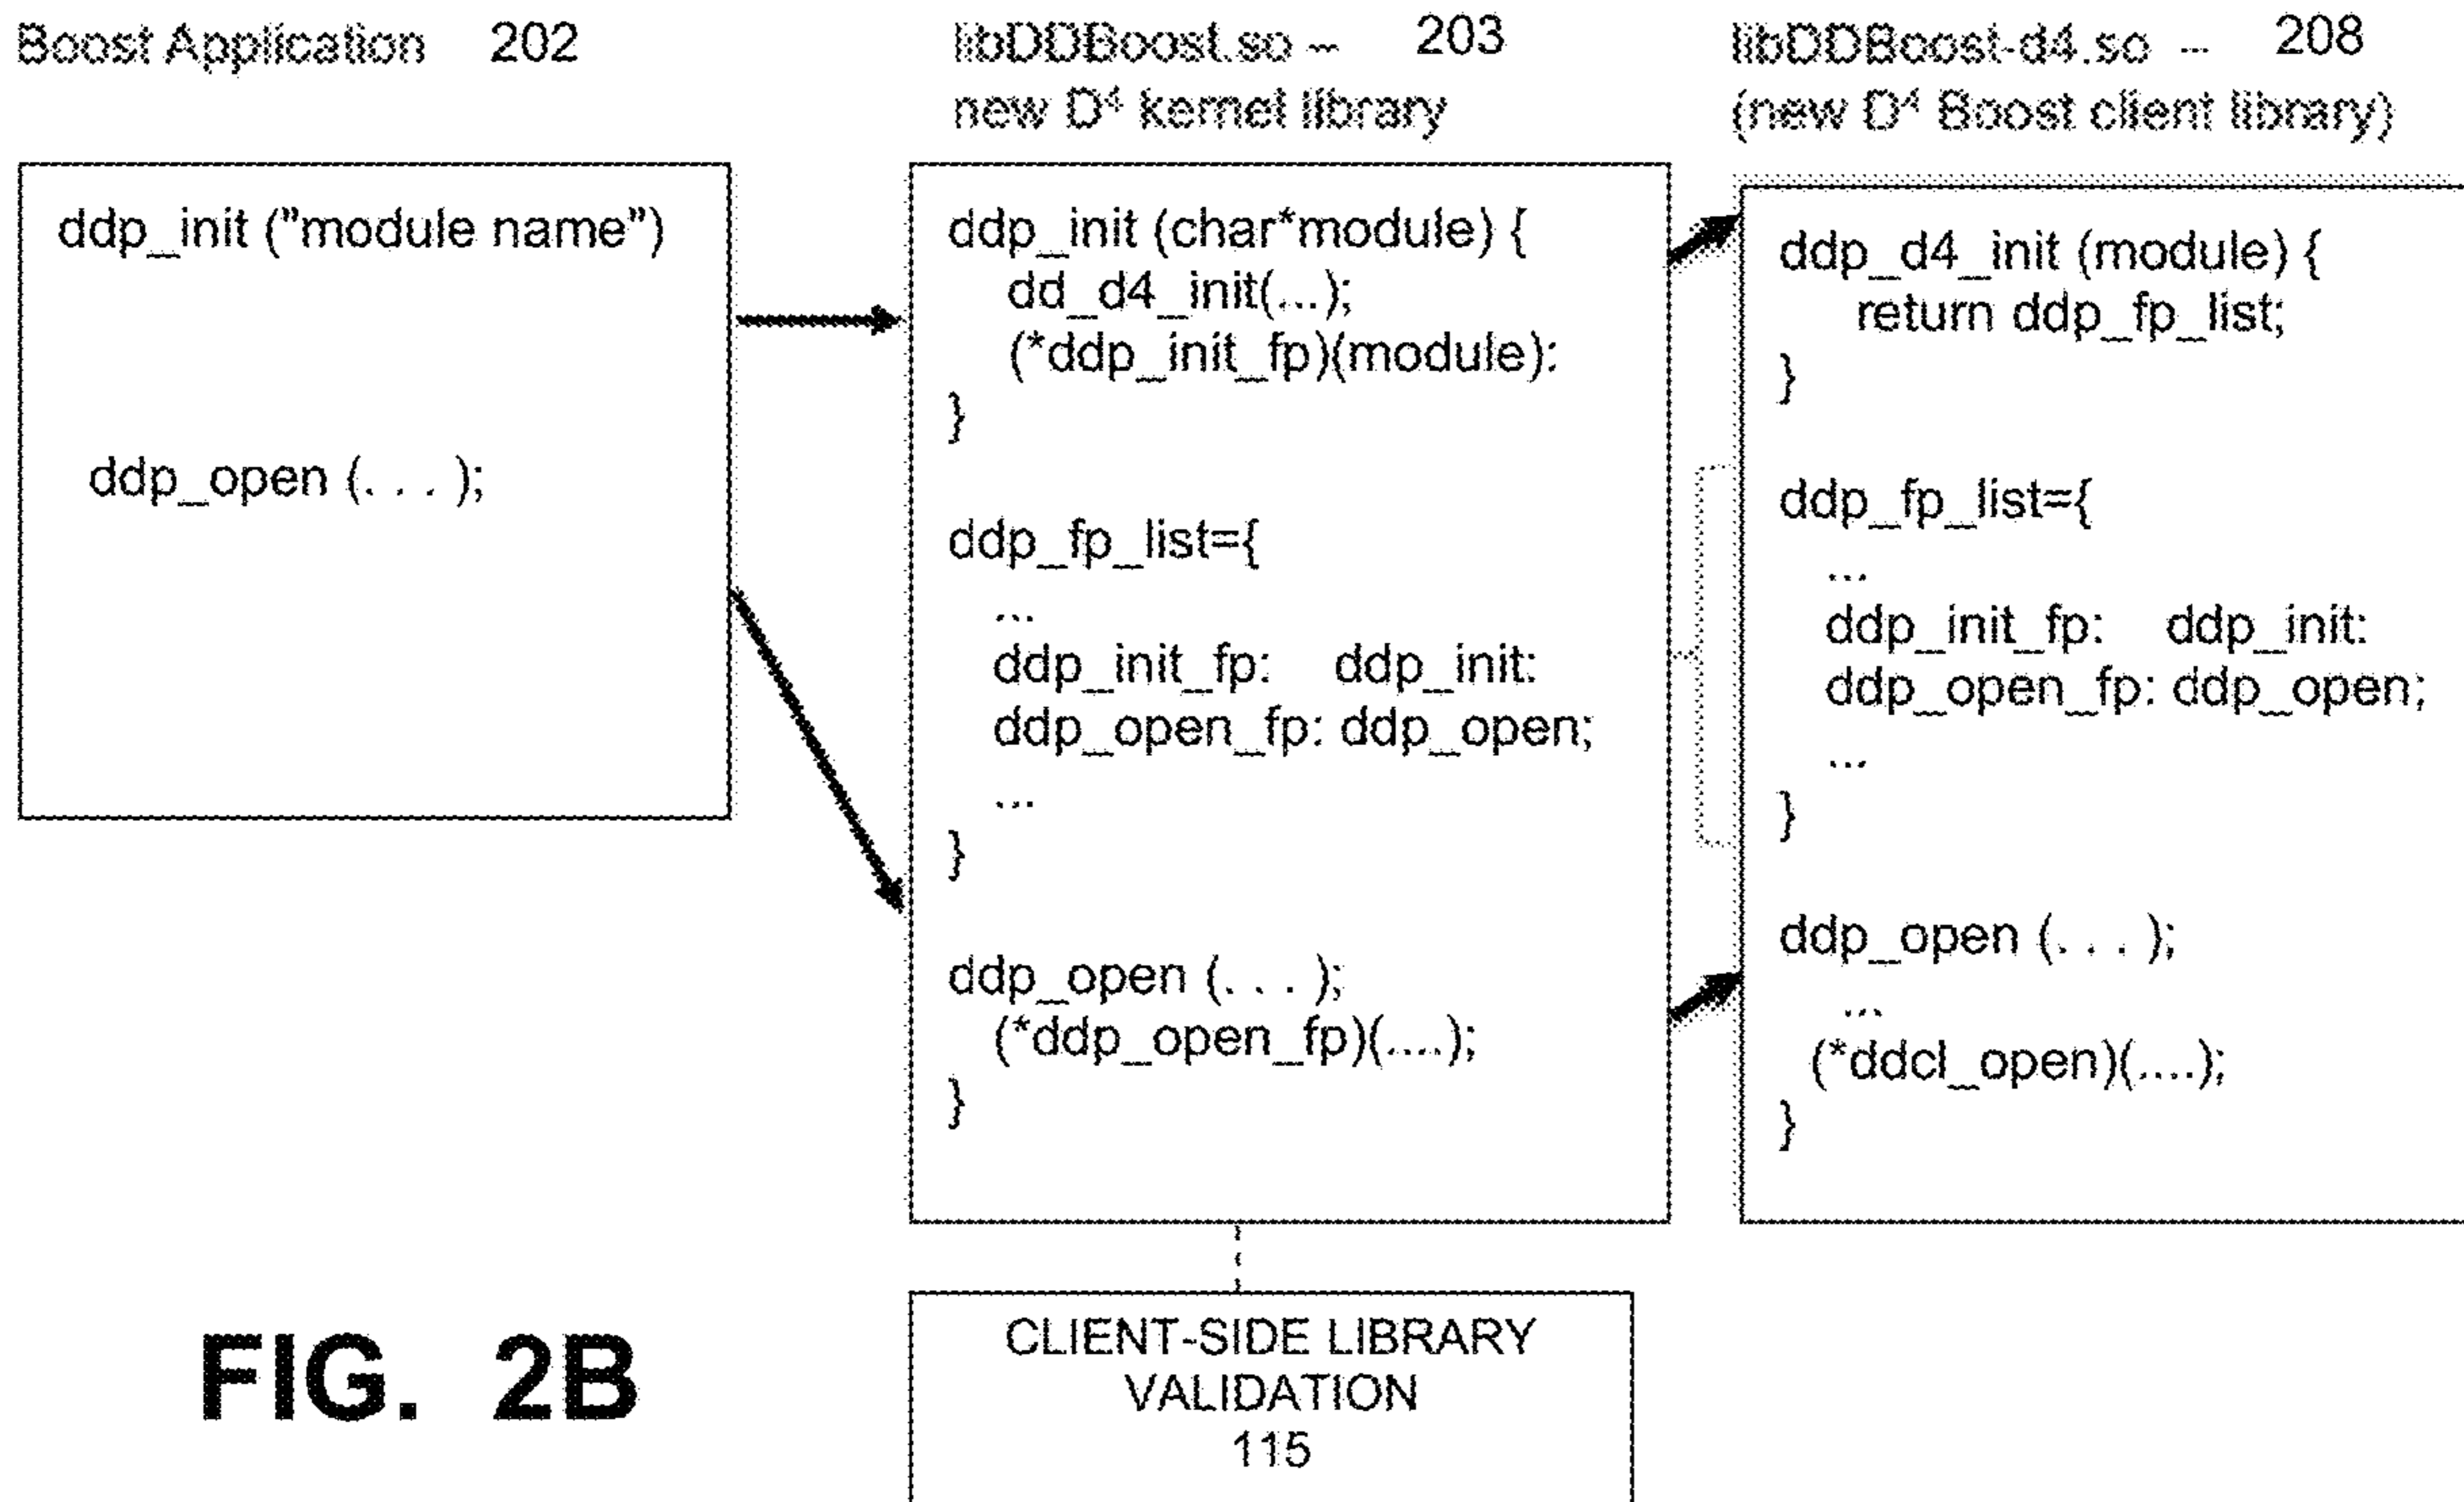 Boost Application 202
libDDBoost.so – 203
new D⁴ kernel library
libDDBoost-d4.so – 208
(new D⁴ Boost client library)
ddp_init ("module name")
ddp_open (. . . );
ddp_init (char*module) {
dd_d4_init(...);
(*ddp_init_fp)(module):
}
ddp_fp_list={
...
ddp_init_fp: ddp_init:
ddp_open_fp: ddp_open;
...
}
ddp_open (. . . );
(*ddp_open_fp)(....);
}
ddp_d4_init (module) {
return ddp_fp_list;
}
ddp_fp_list={
...
ddp_init_fp: ddp_init:
ddp_open_fp: ddp_open;
...
}
ddp_open (. . . );
...
(*ddcl_open)(....);
}
CLIENT-SIDE LIBRARY
VALIDATION
115
FIG. 2B